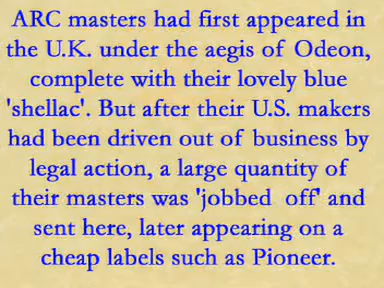 ARC masters had first appeared in
the U.K. under the aegis of Odeon,
complete with their lovely blue
'shellac'. But after their U.S. makers
had been driven out of business by
legal action, a large quantity of
their masters was 'jobbed off' and
sent here, later appearing on a
cheap labels such as Pioneer.